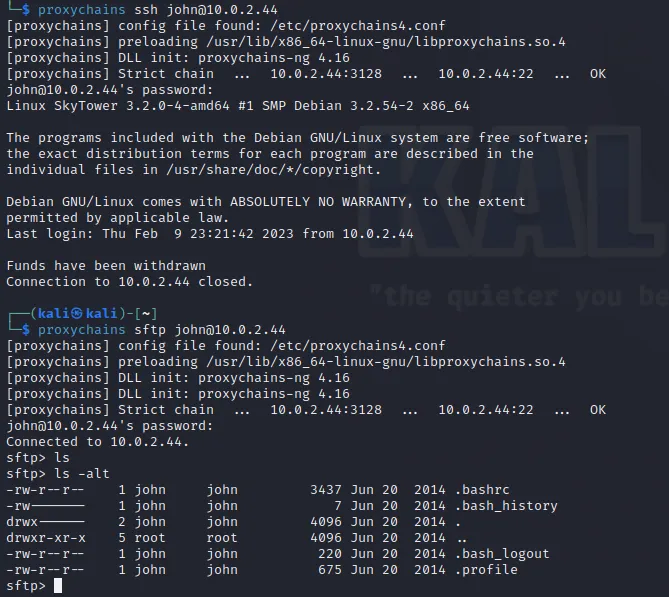 └─$ proxychains ssh john@10.0.2.44
[proxychains] config file found: /etc/proxychains4.conf
[proxychains] preloading /usr/lib/x86_64-linux-gnu/libproxychains.so.4
[proxychains] DLL init: proxychains-ng 4.16
[proxychains] Strict chain  ...  10.0.2.44:3128  ...  10.0.2.44:22  ...  OK
john@10.0.2.44's password:
Linux SkyTower 3.2.0-4-amd64 #1 SMP Debian 3.2.54-2 x86_64

The programs included with the Debian GNU/Linux system are free software;
the exact distribution terms for each program are described in the
individual files in /usr/share/doc/*/copyright.

Debian GNU/Linux comes with ABSOLUTELY NO WARRANTY, to the extent
permitted by applicable law.
Last login: Thu Feb  9 23:21:42 2023 from 10.0.2.44
KAL

Funds have been withdrawn
Connection to 10.0.2.44 closed.
"the quieter you be

┌──(kali㉿kali)-[~]
└─$ proxychains sftp john@10.0.2.44
[proxychains] config file found: /etc/proxychains4.conf
[proxychains] preloading /usr/lib/x86_64-linux-gnu/libproxychains.so.4
[proxychains] DLL init: proxychains-ng 4.16
[proxychains] DLL init: proxychains-ng 4.16
[proxychains] Strict chain  ...  10.0.2.44:3128  ...  10.0.2.44:22  ...  OK
john@10.0.2.44's password:
Connected to 10.0.2.44.
sftp> ls
sftp> ls -alt
-rw-r--r--    1 john     john         3437 Jun 20  2014 .bashrc
-rw-------    1 john     john            7 Jun 20  2014 .bash_history
drwx------    2 john     john         4096 Jun 20  2014 .
drwxr-xr-x    5 root     root         4096 Jun 20  2014 ..
-rw-r--r--    1 john     john          220 Jun 20  2014 .bash_logout
-rw-r--r--    1 john     john          675 Jun 20  2014 .profile
sftp>